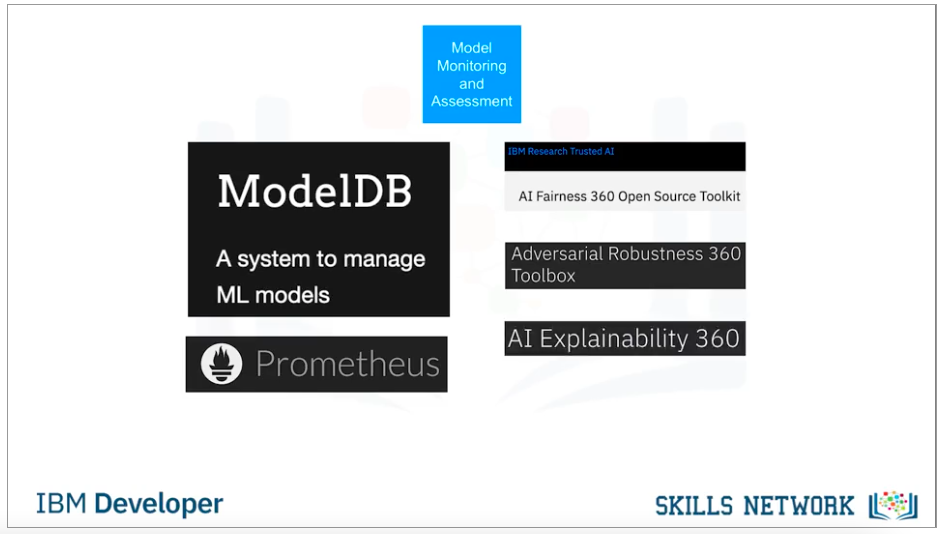 Model
Monitoring
and
Assessment
ModelDB
A system to manage
ML models
Prometheus
IBM Research Trusted AI
AI Fairness 360 Open Source Toolkit
Adversarial Robustness 360
Toolbox
AI Explainability 360
IBM Developer
SKILLS NETWORK